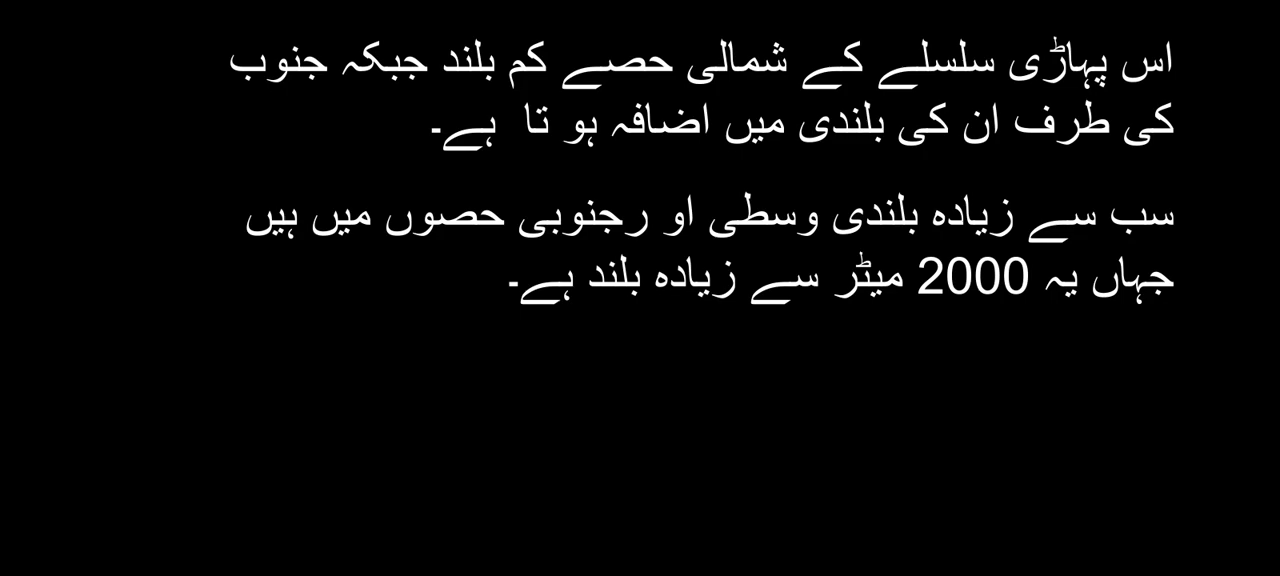 اس پہاڑی سلسلے کے شمالی حصے کم بلند جبکہ جنوب
کی طرف ان کی بلندی میں اضافہ ہو تا  ہے۔
سب سے زیادہ بلندی وسطی او رجنوبی حصوں میں ہیں
جہاں یہ 2000 میٹر سے زیادہ بلند ہے۔